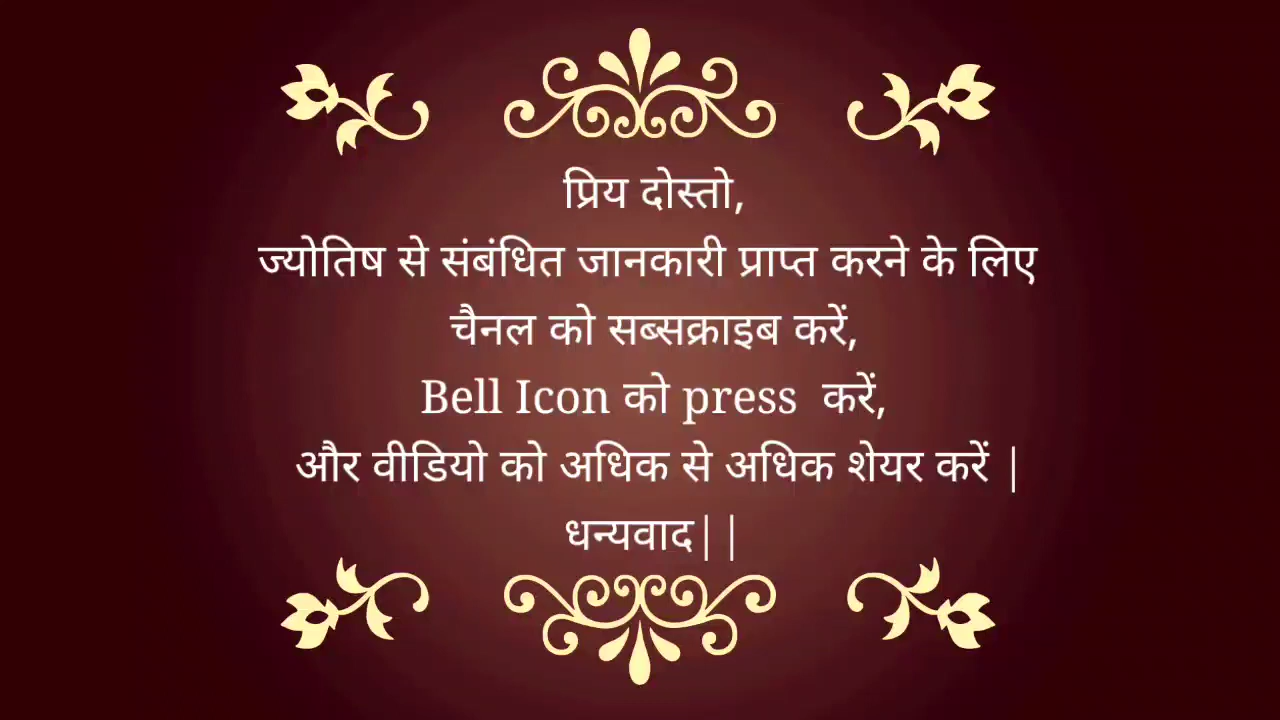 प्रिय दोस्तो,
ज्योतिष से संबंधित जानकारी प्राप्त करने के लिए
चैनल को सब्सक्राइब करें,
Bell Icon को press  करें,
और वीडियो को अधिक से अधिक शेयर करें |
धन्यवाद||